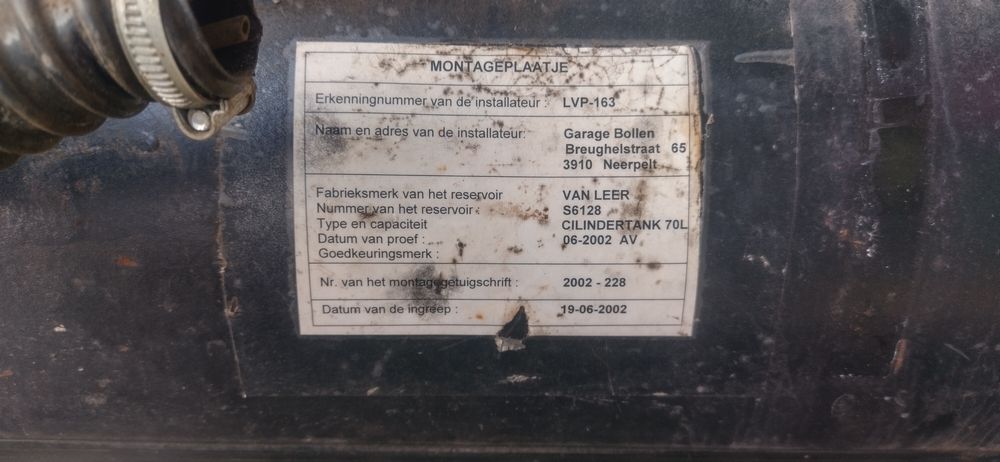 MONTAGEPLAATJE
Erkenningnummer van de installateur : LVP-163
Naam en adres van de installateur: Garage Bollen
Breughelstraat 65
3910 Neerpelt
Fabrieksmerk van het reservoir VAN LEER
Nummer van het reservoir : S6128
Type en capaciteit CILINDERTANK 70L
Datum van proef : 06-2002 AV
Goedkeuringsmerk :
Nr. van het montagegetuigschrift : 2002 - 228
Datum van de ingreep : 19-06-2002